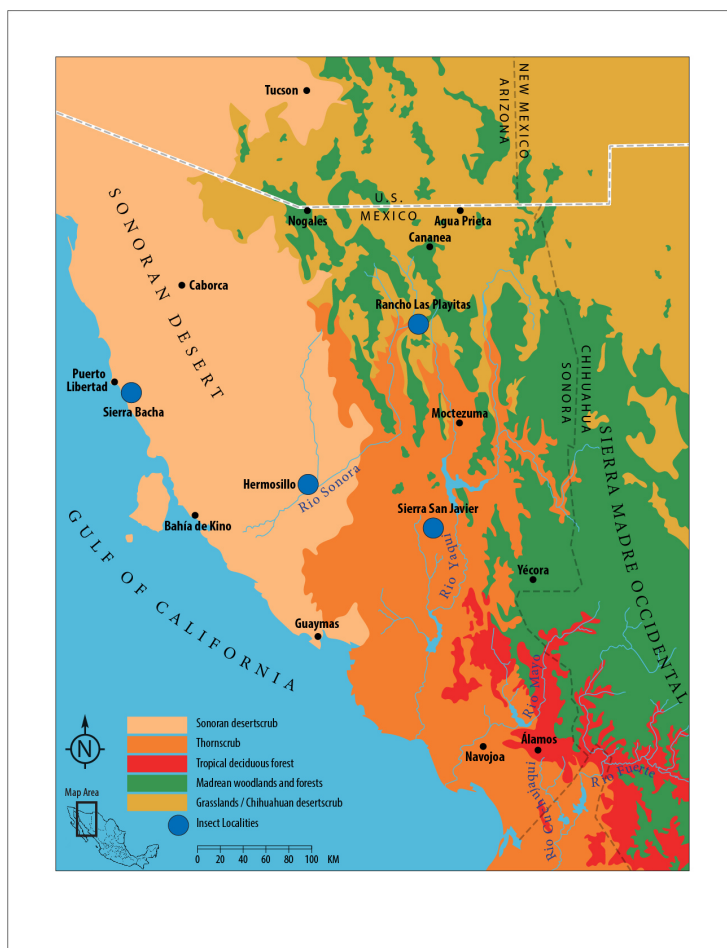 Tucson
NEW MEXICO
ARIZONA
U.S.
MEXICO
Nogales
Agua Prieta
Cananea
SONORAN DESERT
Caborca
Rancho Las Playitas
CHIHUAHUA
SONORA
Puerto
Libertad
Sierra Bacha
Moctezuma
SIERRA MADRE OCCIDENTAL
Hermosillo
Río Sonora
Sierra San Javier
Bahía de Kino
Río Yaqui
GULF OF CALIFORNIA
Yécora
Guaymas
Río Mayo
Álamos
Navojoa
Río Fuerte
Río Cuchujaqui
N
Sonoran desertscrub
Thornscrub
Tropical deciduous forest
Madrean woodlands and forests
Grasslands / Chihuahuan desertscrub
Insect Localities
Map Area
0 20 40 60 80 100 KM